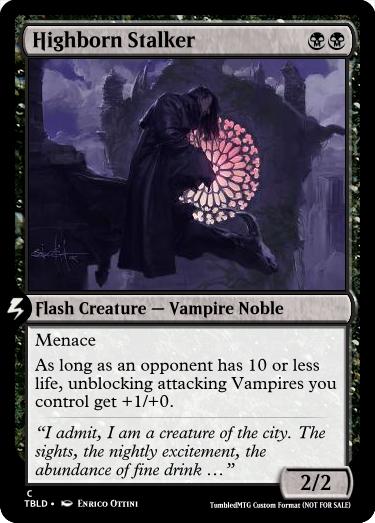 Highborn Stalker
Flash Creature — Vampire Noble
Menace
As long as an opponent has 10 or less
life, unblocking attacking Vampires you
control get +1/+0.
“I admit, I am a creature of the city. The
sights, the nightly excitement, the
abundance of fine drink …”
2/2
C
TBLD • Enrico Ottini
TumbledMTG Custom Format (NOT FOR SALE)